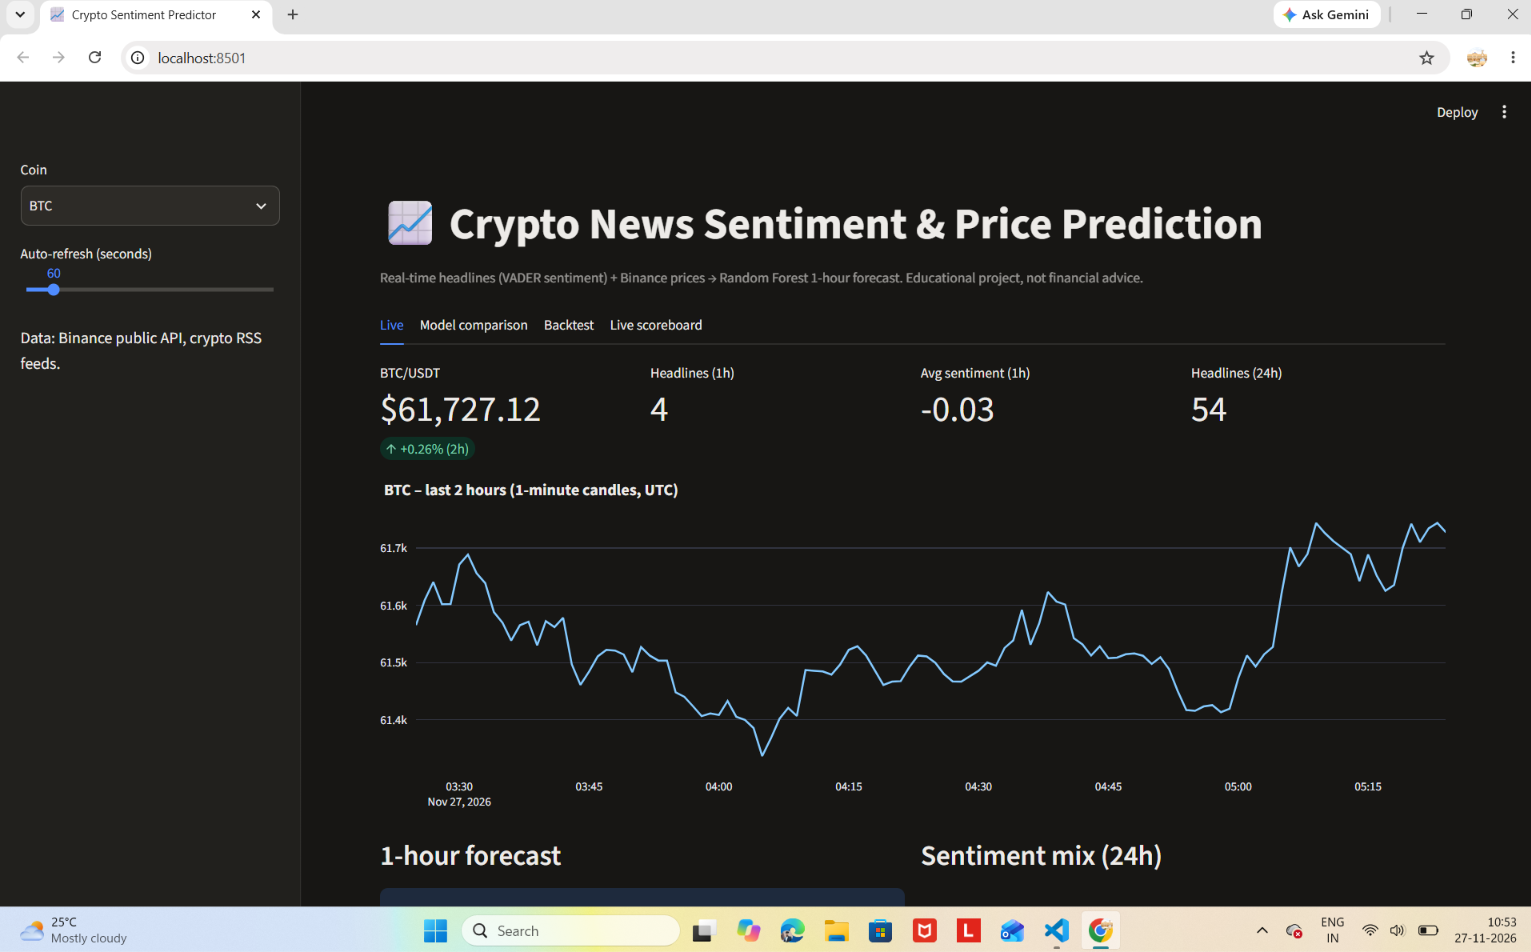 Crypto Sentiment Predictor
Ask Gemini
localhost:8501
Deploy
Coin
BTC
Auto-refresh (seconds)
60
Data: Binance public API, crypto RSS
feeds.
Crypto News Sentiment & Price Prediction
Real-time headlines (VADER sentiment) + Binance prices → Random Forest 1-hour forecast. Educational project, not financial advice.
Live Model comparison Backtest Live scoreboard
BTC/USDT Headlines (1h) Avg sentiment (1h) Headlines (24h)
$61,727.12 4 -0.03 54
↑ +0.26% (2h)
BTC – last 2 hours (1-minute candles, UTC)
61.7k
61.6k
61.5k
61.4k
03:30 03:45 04:00 04:15 04:30 04:45 05:00 05:15
Nov 27, 2026
1-hour forecast Sentiment mix (24h)
25°C
Mostly cloudy
Search
L
ENG
IN
10:53
27-11-2026